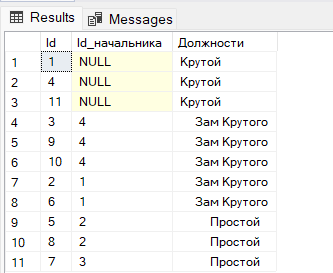 Results Messages
Id Id_начальника Должности
1 1 NULL Крутой
2 4 NULL Крутой
3 11 NULL Крутой
4 3 4 Зам Крутого
5 9 4 Зам Крутого
6 10 4 Зам Крутого
7 2 1 Зам Крутого
8 6 1 Зам Крутого
9 5 2 Простой
10 8 2 Простой
11 7 3 Простой